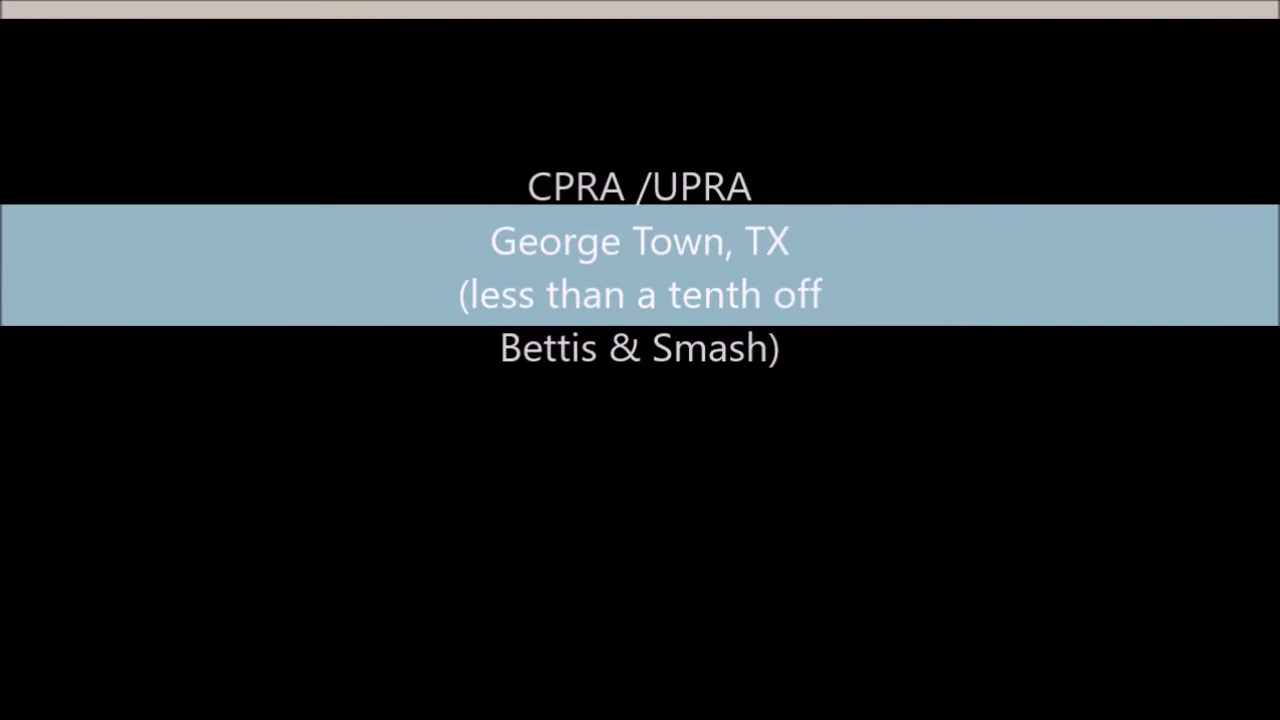 CPRA /UPRA
George Town, TX
(less than a tenth off
Bettis & Smash)